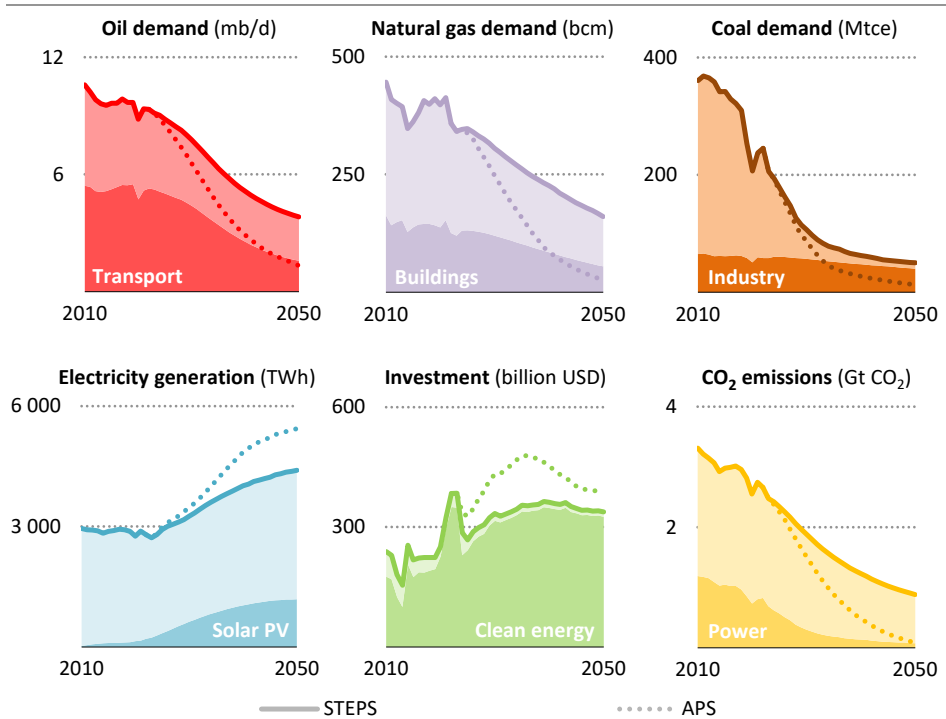 Oil demand (mb/d)
12
6
Transport
2010 2050
Natural gas demand (bcm)
500
250
Buildings
2010 2050
Coal demand (Mtce)
400
200
Industry
2010 2050
Electricity generation (TWh)
6 000
3 000
Solar PV
2010 2050
Investment (billion USD)
600
300
Clean energy
2010 2050
CO₂ emissions (Gt CO₂)
4
2
Power
2010 2050
STEPS APS